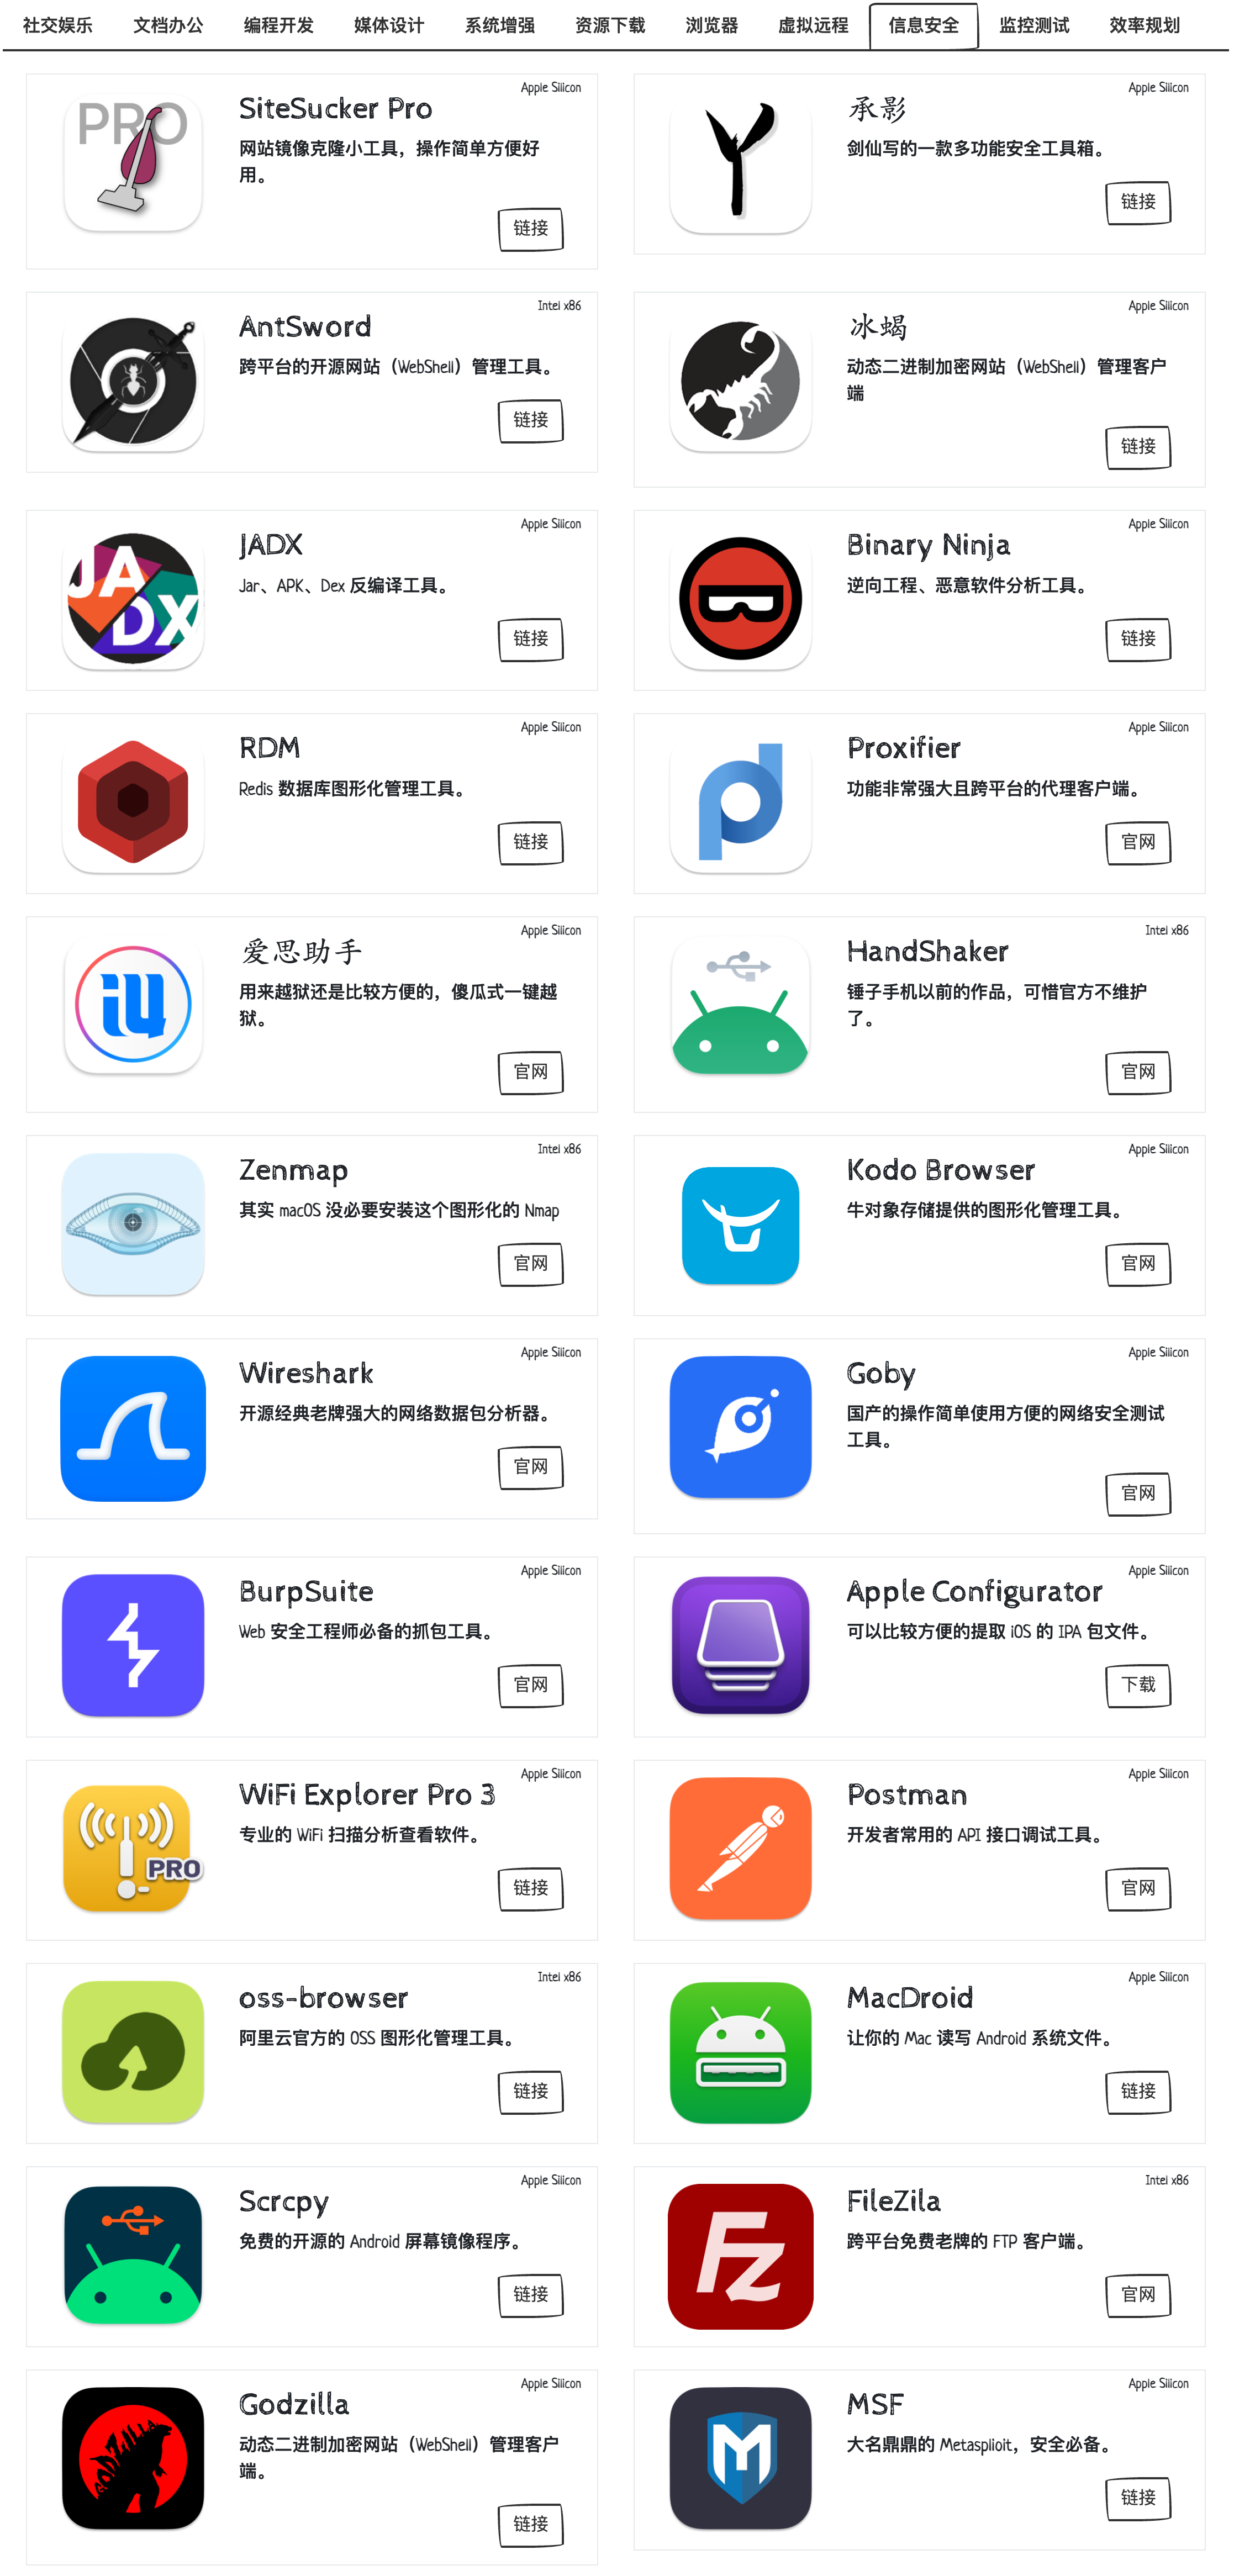 社交娱乐 文档办公 编程开发 媒体设计 系统增强 资源下载 浏览器 虚拟远程 信息安全 监控测试 效率规划
Apple Silicon
PRO
SiteSucker Pro
网站镜像克隆小工具，操作简单方便好
用。
链接
Apple Silicon
承影
剑仙写的一款多功能安全工具箱。
链接
Intel x86
AntSword
跨平台的开源网站（WebShell）管理工具。
链接
Apple Silicon
冰蝎
动态二进制加密网站（WebShell）管理客户
端
链接
Apple Silicon
JADX
JADX
Jar、APK、Dex 反编译工具。
链接
Apple Silicon
Binary Ninja
逆向工程、恶意软件分析工具。
链接
Apple Silicon
RDM
Redis 数据库图形化管理工具。
链接
Apple Silicon
Proxifier
功能非常强大且跨平台的代理客户端。
官网
Apple Silicon
爱思助手
用来越狱还是比较方便的，傻瓜式一键越
狱。
官网
Intel x86
HandShaker
锤子手机以前的作品，可惜官方不维护
了。
官网
Intel x86
Zenmap
其实 macOS 没必要安装这个图形化的 Nmap
官网
Apple Silicon
Kodo Browser
牛对象存储提供的图形化管理工具。
官网
Apple Silicon
Wireshark
开源经典老牌强大的网络数据包分析器。
官网
Apple Silicon
Goby
国产的操作简单使用方便的网络安全测试
工具。
官网
Apple Silicon
BurpSuite
Web 安全工程师必备的抓包工具。
官网
Apple Silicon
Apple Configurator
可以比较方便的提取 iOS 的 IPA 包文件。
下载
Apple Silicon
PRO
WiFi Explorer Pro 3
专业的 WiFi 扫描分析查看软件。
链接
Apple Silicon
Postman
开发者常用的 API 接口调试工具。
官网
Intel x86
oss-browser
阿里云官方的 OSS 图形化管理工具。
链接
Apple Silicon
MacDroid
让你的 Mac 读写 Android 系统文件。
链接
Apple Silicon
Scrcpy
免费的开源的 Android 屏幕镜像程序。
链接
Intel x86
Fz
FileZila
跨平台免费老牌的 FTP 客户端。
官网
Apple Silicon
GODZILLA
Godzilla
动态二进制加密网站（WebShell）管理客户
端。
链接
Apple Silicon
M
MSF
大名鼎鼎的 Metasploit，安全必备。
链接